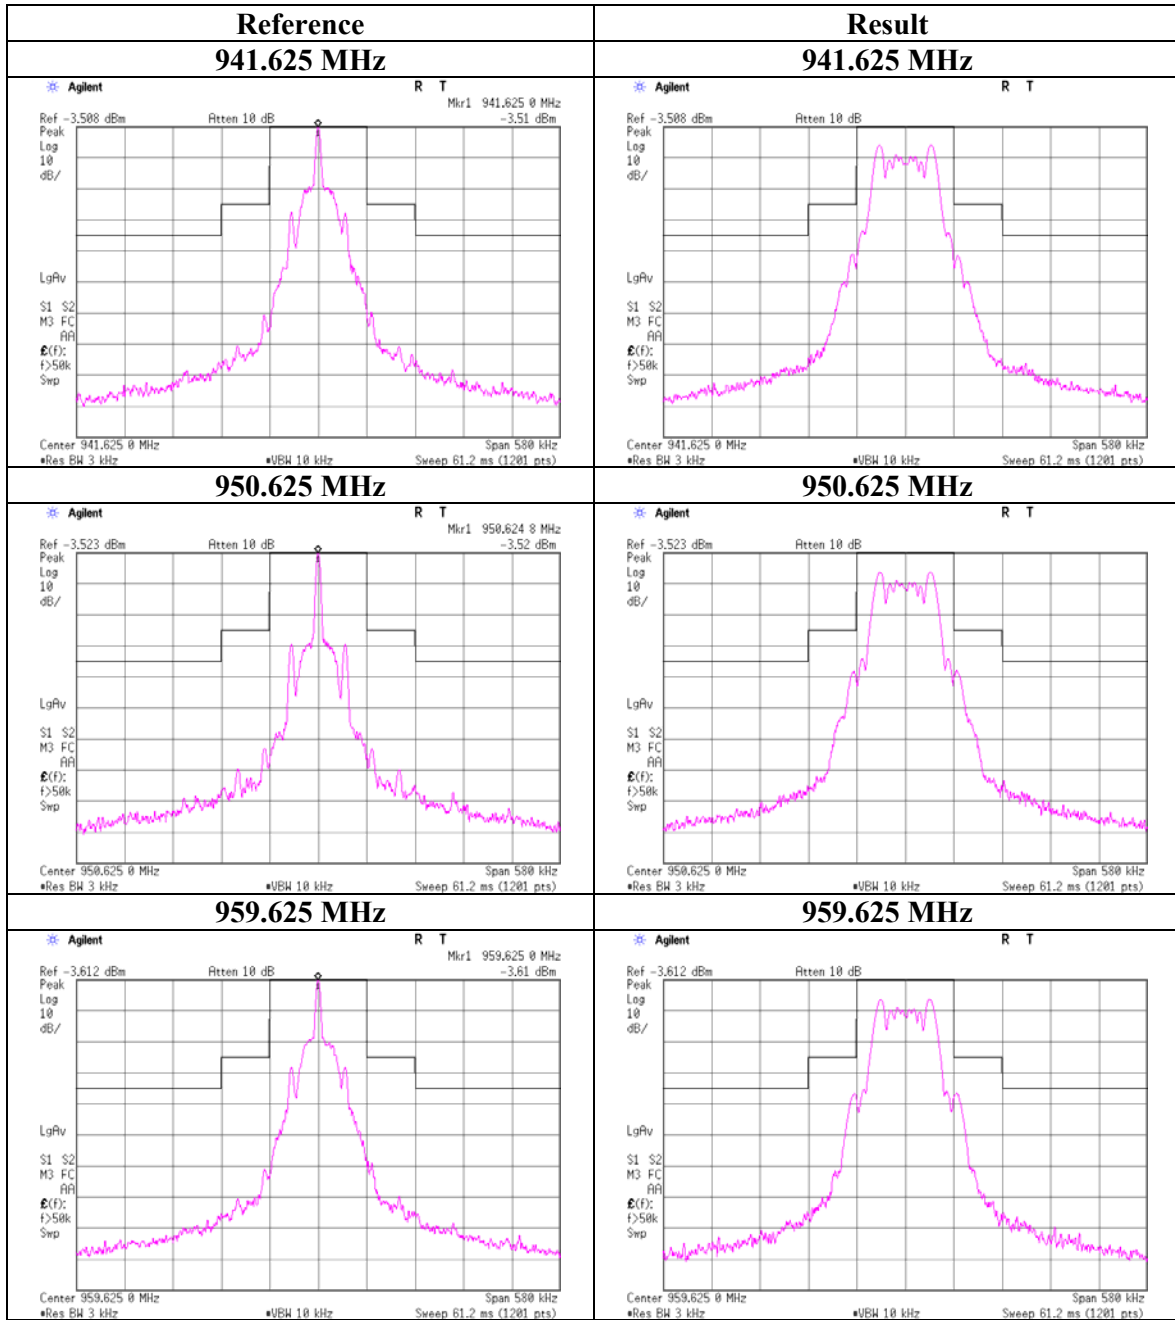 Reference Result
941.625 MHz 941.625 MHz
Agilent R T
Mkr1 941.625 0 MHz
Ref -3.508 dBm Atten 10 dB -3.51 dBm
Peak
Log
10
dB/
LgAv
S1 S2
M3 FC
AA
£(f):
f>50k
Swp
Center 941.625 0 MHz Span 580 kHz
#Res BW 3 kHz #VBW 10 kHz Sweep 61.2 ms (1201 pts)
Agilent R T
Ref -3.508 dBm Atten 10 dB
Peak
Log
10
dB/
LgAv
S1 S2
M3 FC
AA
£(f):
f>50k
Swp
Center 941.625 0 MHz Span 580 kHz
#Res BW 3 kHz #VBW 10 kHz Sweep 61.2 ms (1201 pts)
950.625 MHz 950.625 MHz
Agilent R T
Mkr1 950.624 8 MHz
Ref -3.523 dBm Atten 10 dB -3.52 dBm
Peak
Log
10
dB/
LgAv
S1 S2
M3 FC
AA
£(f):
f>50k
Swp
Center 950.625 0 MHz Span 580 kHz
#Res BW 3 kHz #VBW 10 kHz Sweep 61.2 ms (1201 pts)
Agilent R T
Ref -3.523 dBm Atten 10 dB
Peak
Log
10
dB/
LgAv
S1 S2
M3 FC
AA
£(f):
f>50k
Swp
Center 950.625 0 MHz Span 580 kHz
#Res BW 3 kHz #VBW 10 kHz Sweep 61.2 ms (1201 pts)
959.625 MHz 959.625 MHz
Agilent R T
Mkr1 959.625 0 MHz
Ref -3.612 dBm Atten 10 dB -3.61 dBm
Peak
Log
10
dB/
LgAv
S1 S2
M3 FC
AA
£(f):
f>50k
Swp
Center 959.625 0 MHz Span 580 kHz
#Res BW 3 kHz #VBW 10 kHz Sweep 61.2 ms (1201 pts)
Agilent R T
Ref -3.612 dBm Atten 10 dB
Peak
Log
10
dB/
LgAv
S1 S2
M3 FC
AA
£(f):
f>50k
Swp
Center 959.625 0 MHz Span 580 kHz
#Res BW 3 kHz #VBW 10 kHz Sweep 61.2 ms (1201 pts)